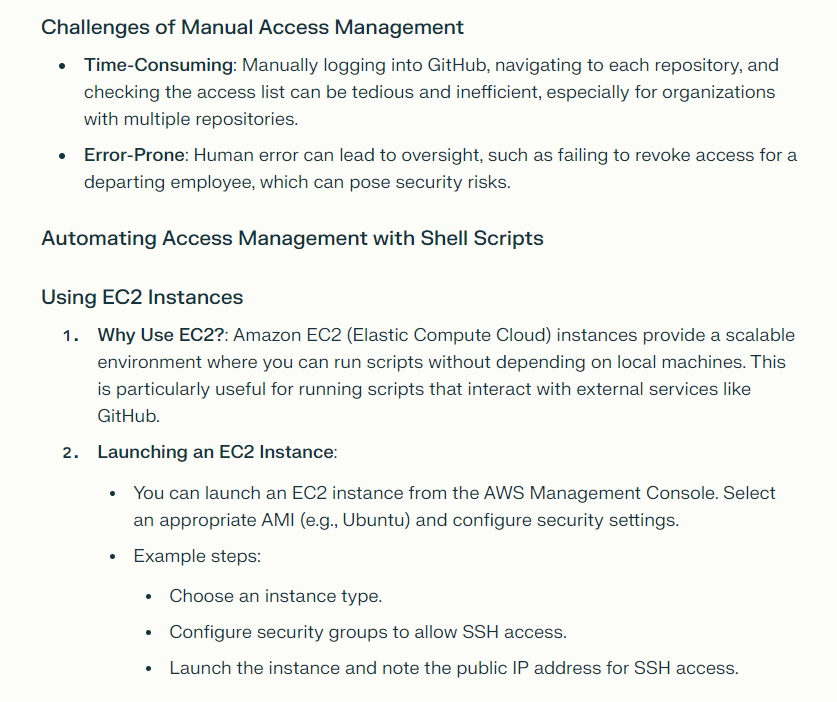 Challenges of Manual Access Management
• Time-Consuming: Manually logging into GitHub, navigating to each repository, and
checking the access list can be tedious and inefficient, especially for organizations
with multiple repositories.
• Error-Prone: Human error can lead to oversight, such as failing to revoke access for a
departing employee, which can pose security risks.
Automating Access Management with Shell Scripts
Using EC2 Instances
1. Why Use EC2?: Amazon EC2 (Elastic Compute Cloud) instances provide a scalable
environment where you can run scripts without depending on local machines. This
is particularly useful for running scripts that interact with external services like
GitHub.
2. Launching an EC2 Instance:
• You can launch an EC2 instance from the AWS Management Console. Select
an appropriate AMI (e.g., Ubuntu) and configure security settings.
• Example steps:
• Choose an instance type.
• Configure security groups to allow SSH access.
• Launch the instance and note the public IP address for SSH access.